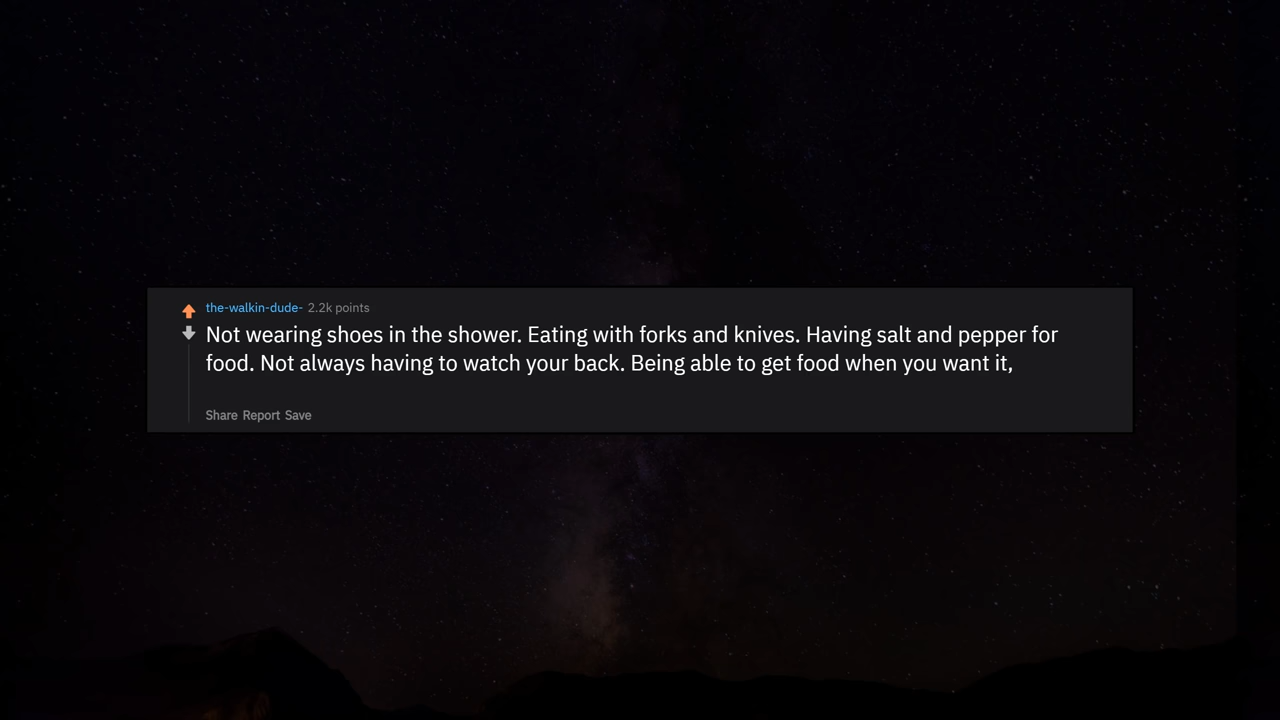 the-walkin-dude- 2.2k points
Not wearing shoes in the shower. Eating with forks and knives. Having salt and pepper for
food. Not always having to watch your back. Being able to get food when you want it,
Share Report Save